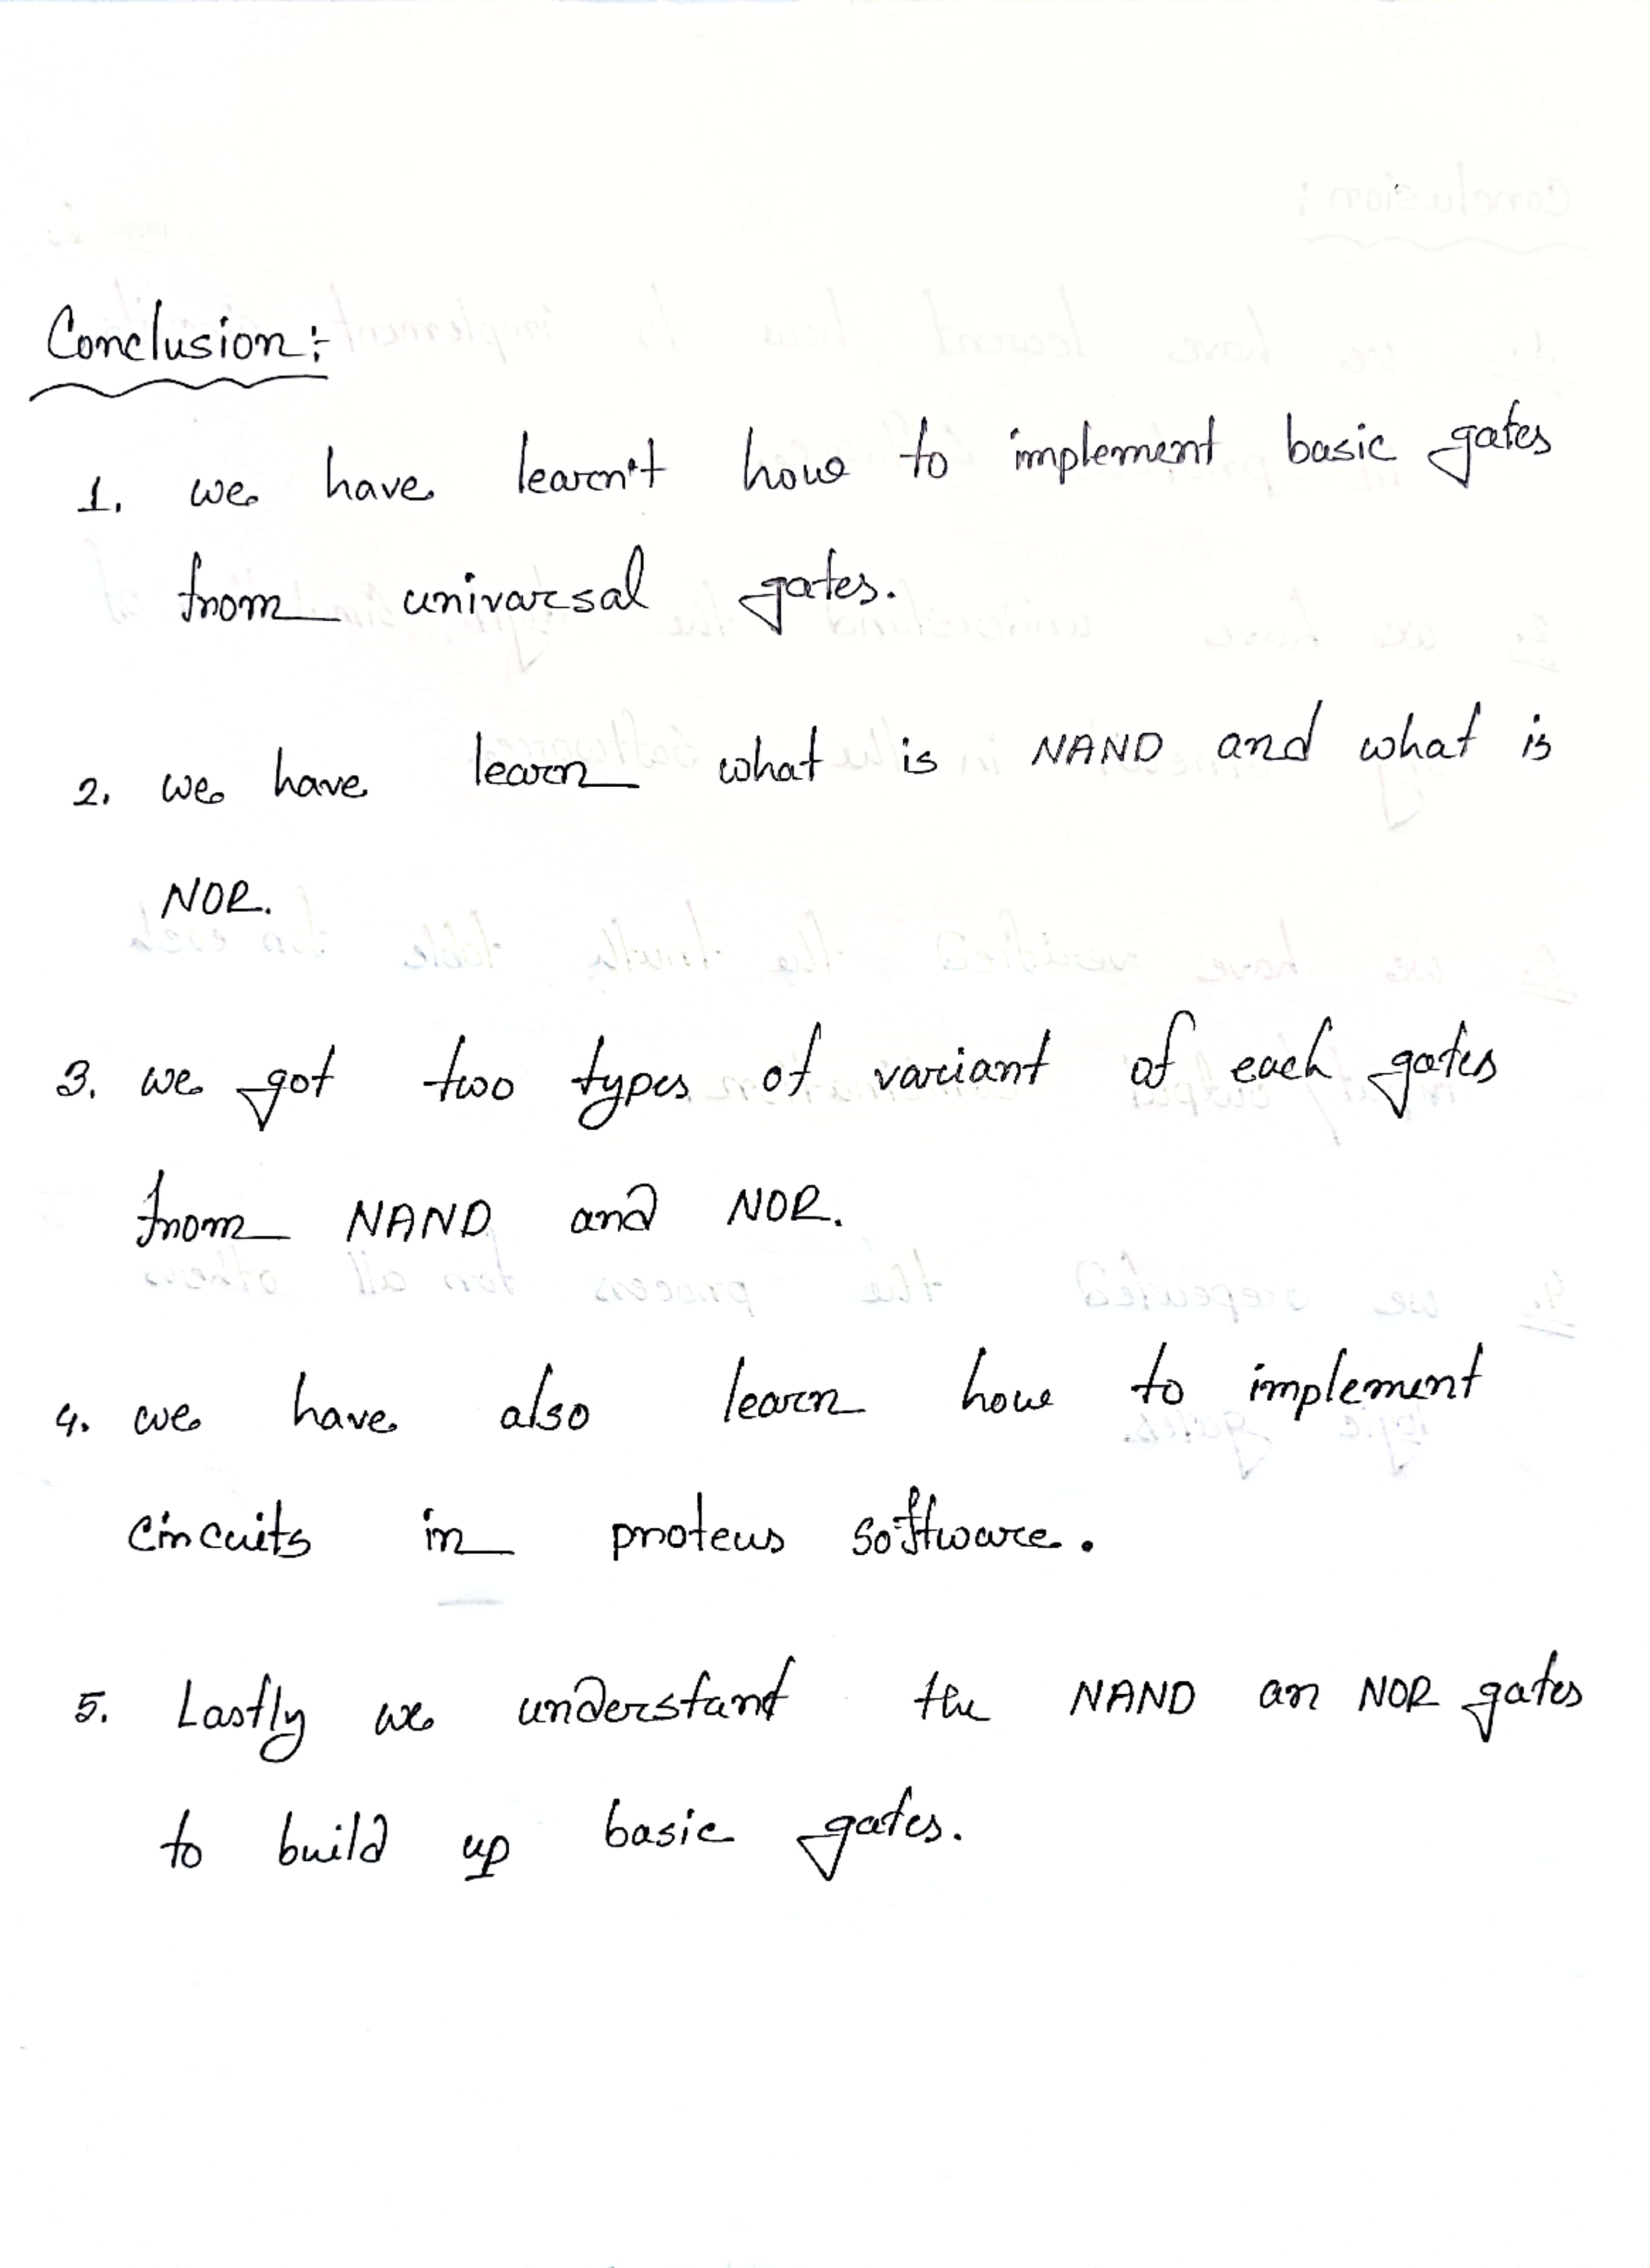 Conclusion:
1. we have learn't how to implement basic gates
from univarsal gates.
2. we have learn what is NAND and what is
NOR.
3. we got two types of variant of each gates
from NAND and NOR.
4. we have also learn how to implement
circuits in proteus software.
5. Lastly we understant the NAND an NOR gates
to build up basic gates.